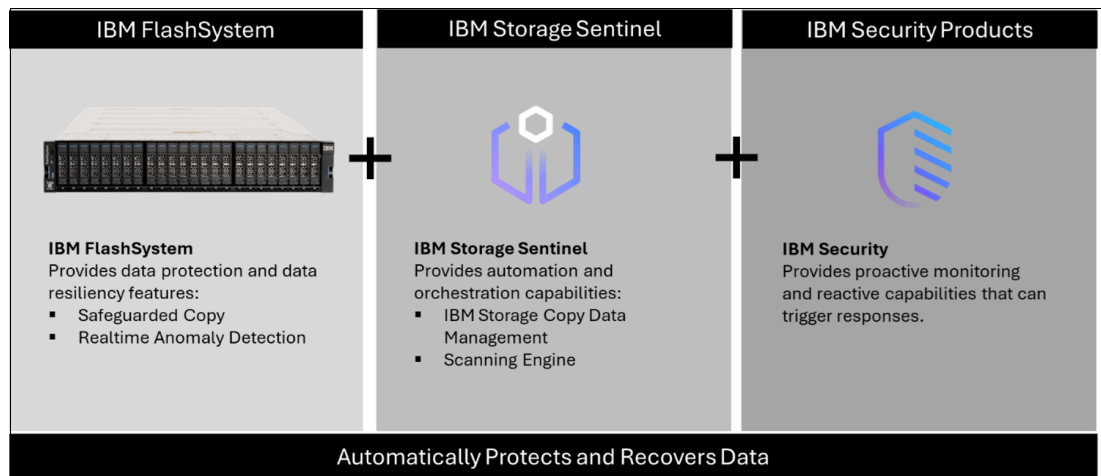 IBM FlashSystem
IBM Storage Sentinel
IBM Security Products
IBM
IBM FlashSystem
Provides data protection and data
resiliency features:
▪ Safeguarded Copy
▪ Realtime Anomaly Detection
IBM Storage Sentinel
Provides automation and
orchestration capabilities:
▪ IBM Storage Copy Data
Management
▪ Scanning Engine
IBM Security
Provides proactive monitoring
and reactive capabilities that can
trigger responses.
Automatically Protects and Recovers Data